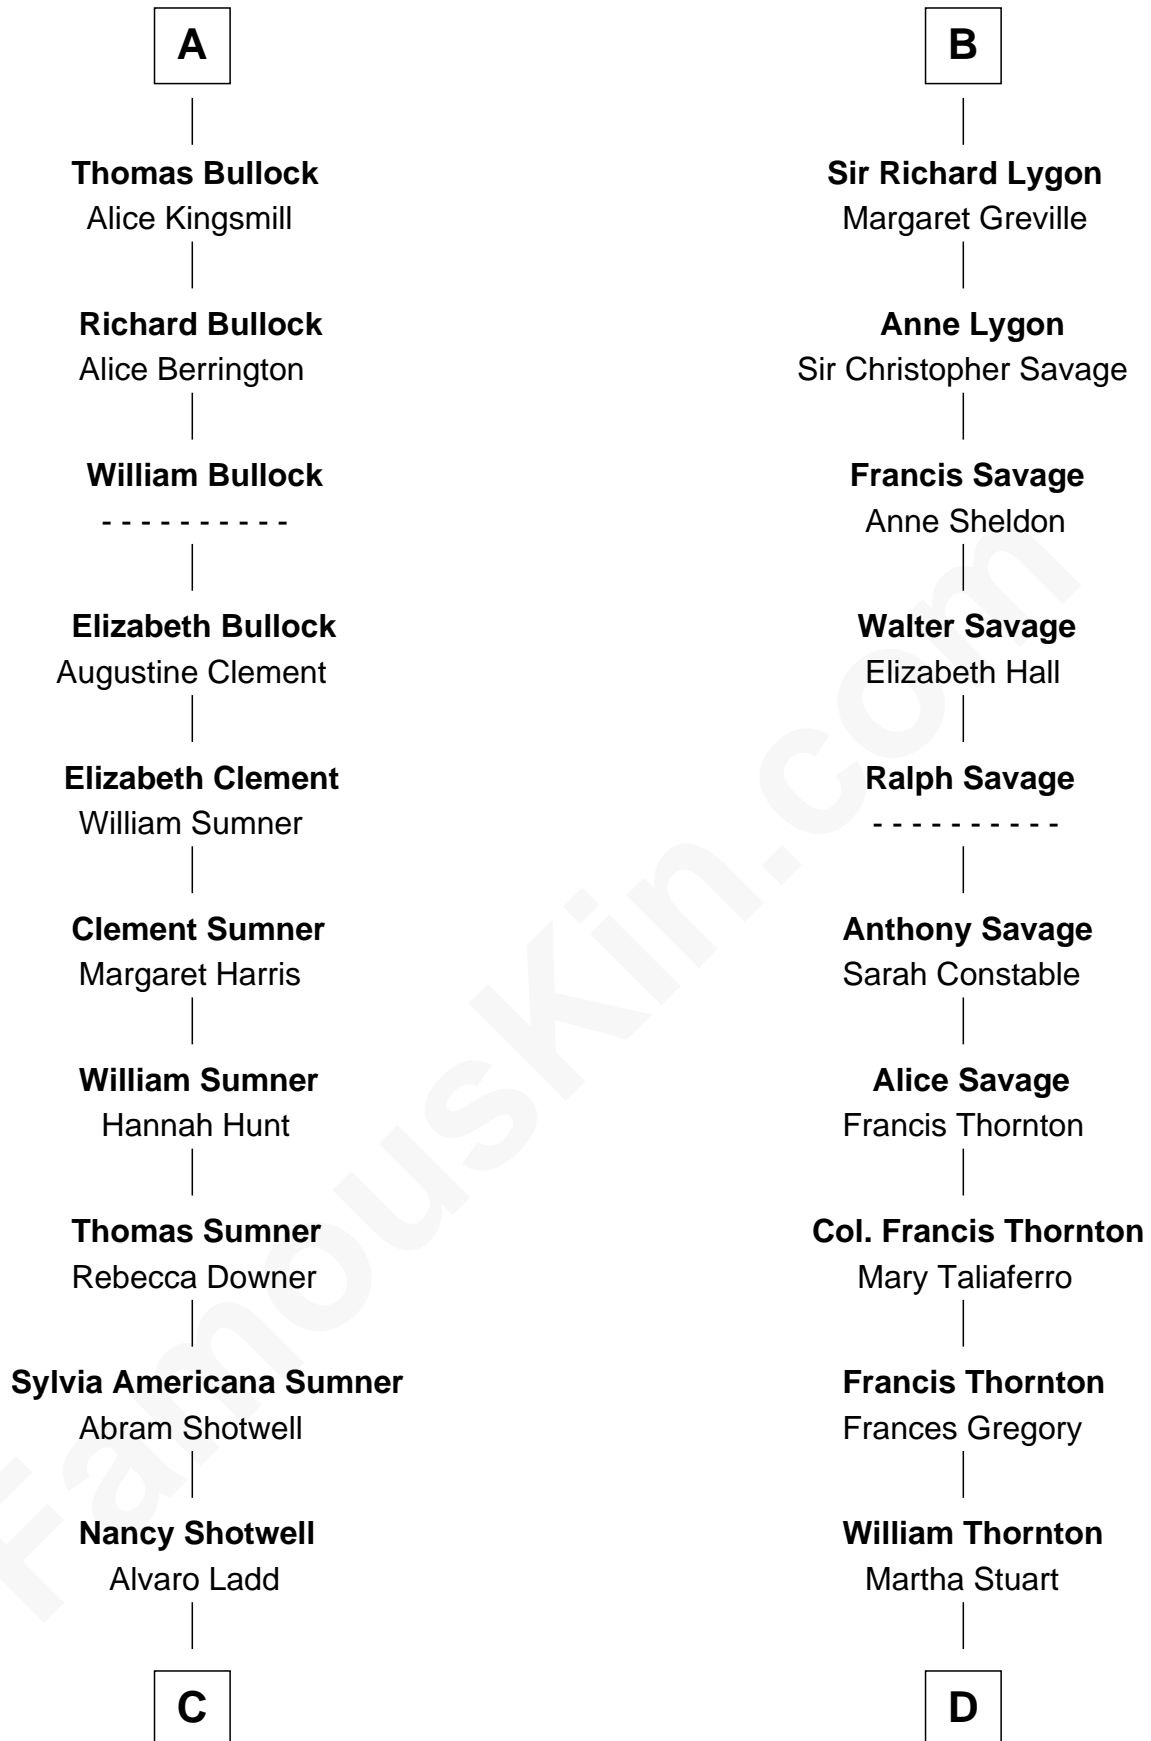 A
Thomas Bullock
Alice Kingsmill
Richard Bullock
Alice Berrington
William Bullock
- - - - - - - - - -
Elizabeth Bullock
Augustine Clement
Elizabeth Clement
William Sumner
Clement Sumner
Margaret Harris
William Sumner
Hannah Hunt
Thomas Sumner
Rebecca Downer
Sylvia Americana Sumner
Abram Shotwell
Nancy Shotwell
Alvaro Ladd
C
B
Sir Richard Lygon
Margaret Greville
Anne Lygon
Sir Christopher Savage
Francis Savage
Anne Sheldon
Walter Savage
Elizabeth Hall
Ralph Savage
- - - - - - - - - -
Anthony Savage
Sarah Constable
Alice Savage
Francis Thornton
Col. Francis Thornton
Mary Taliaferro
Francis Thornton
Frances Gregory
William Thornton
Martha Stuart
D
FamousKin.com